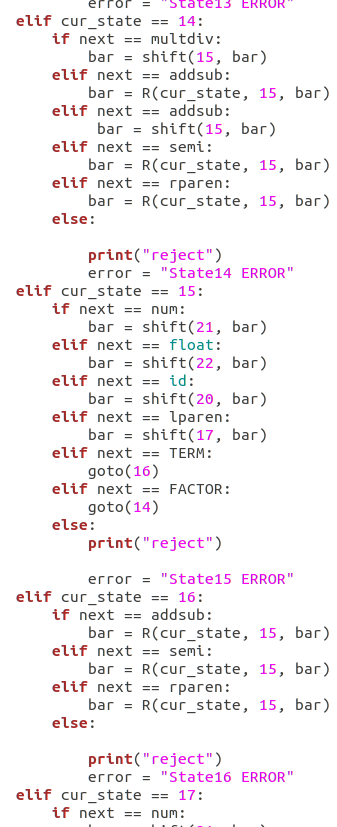 error = "State13 ERROR"
elif cur_state == 14:
if next == multdiv:
bar = shift(15, bar)
elif next == addsub:
bar = R(cur_state, 15, bar)
elif next == addsub:
bar = shift(15, bar)
elif next == semi:
bar = R(cur_state, 15, bar)
elif next == rparen:
bar = R(cur_state, 15, bar)
else:
print("reject")
error = "State14 ERROR"
elif cur_state == 15:
if next == num:
bar = shift(21, bar)
elif next == float:
bar = shift(22, bar)
elif next == id:
bar = shift(20, bar)
elif next == lparen:
bar = shift(17, bar)
elif next == TERM:
goto(16)
elif next == FACTOR:
goto(14)
else:
print("reject")
error = "State15 ERROR"
elif cur_state == 16:
if next == addsub:
bar = R(cur_state, 15, bar)
elif next == semi:
bar = R(cur_state, 15, bar)
elif next == rparen:
bar = R(cur_state, 15, bar)
else:
print("reject")
error = "State16 ERROR"
elif cur_state == 17:
if next == num: